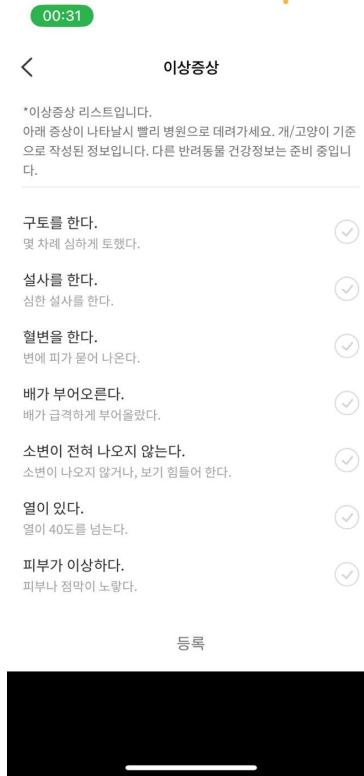 00:31
이상증상
*이상증상 리스트입니다.
아래 증상이 나타날시 빨리 병원으로 데려가세요. 개/고양이 기준
으로 작성된 정보입니다. 다른 반려동물 건강정보는 준비 중입니
다.
구토를 한다.
몇 차례 심하게 토했다.
설사를 한다.
심한 설사를 한다.
혈변을 한다.
변에 피가 묻어 나온다.
배가 부어오른다.
배가 급격하게 부어올랐다.
소변이 전혀 나오지 않는다.
소변이 나오지 않거나, 보기 힘들어 한다.
열이 있다.
열이 40도를 넘는다.
피부가 이상하다.
피부나 점막이 노랗다.
등록